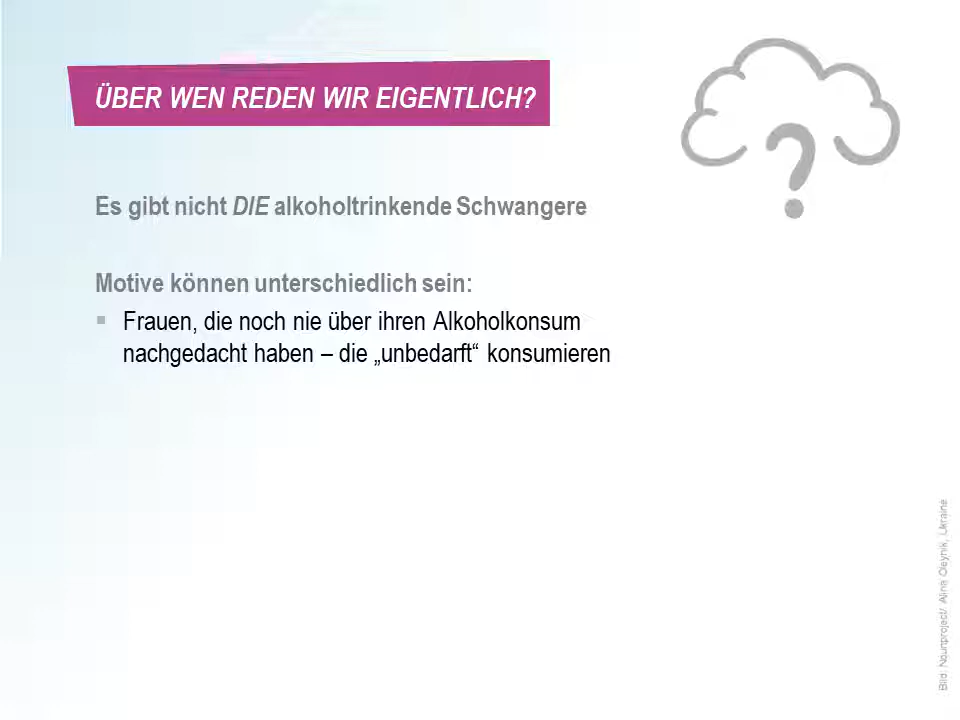 ÜBER WEN REDEN WIR EIGENTLICH?
Es gibt nicht DIE alkoholtrinkende Schwangere
Motive können unterschiedlich sein:
Frauen, die noch nie über ihren Alkoholkonsum
nachgedacht haben – die „unbedarft“ konsumieren
Bild: Nounproject/ Alina Oleynik, Ukraine